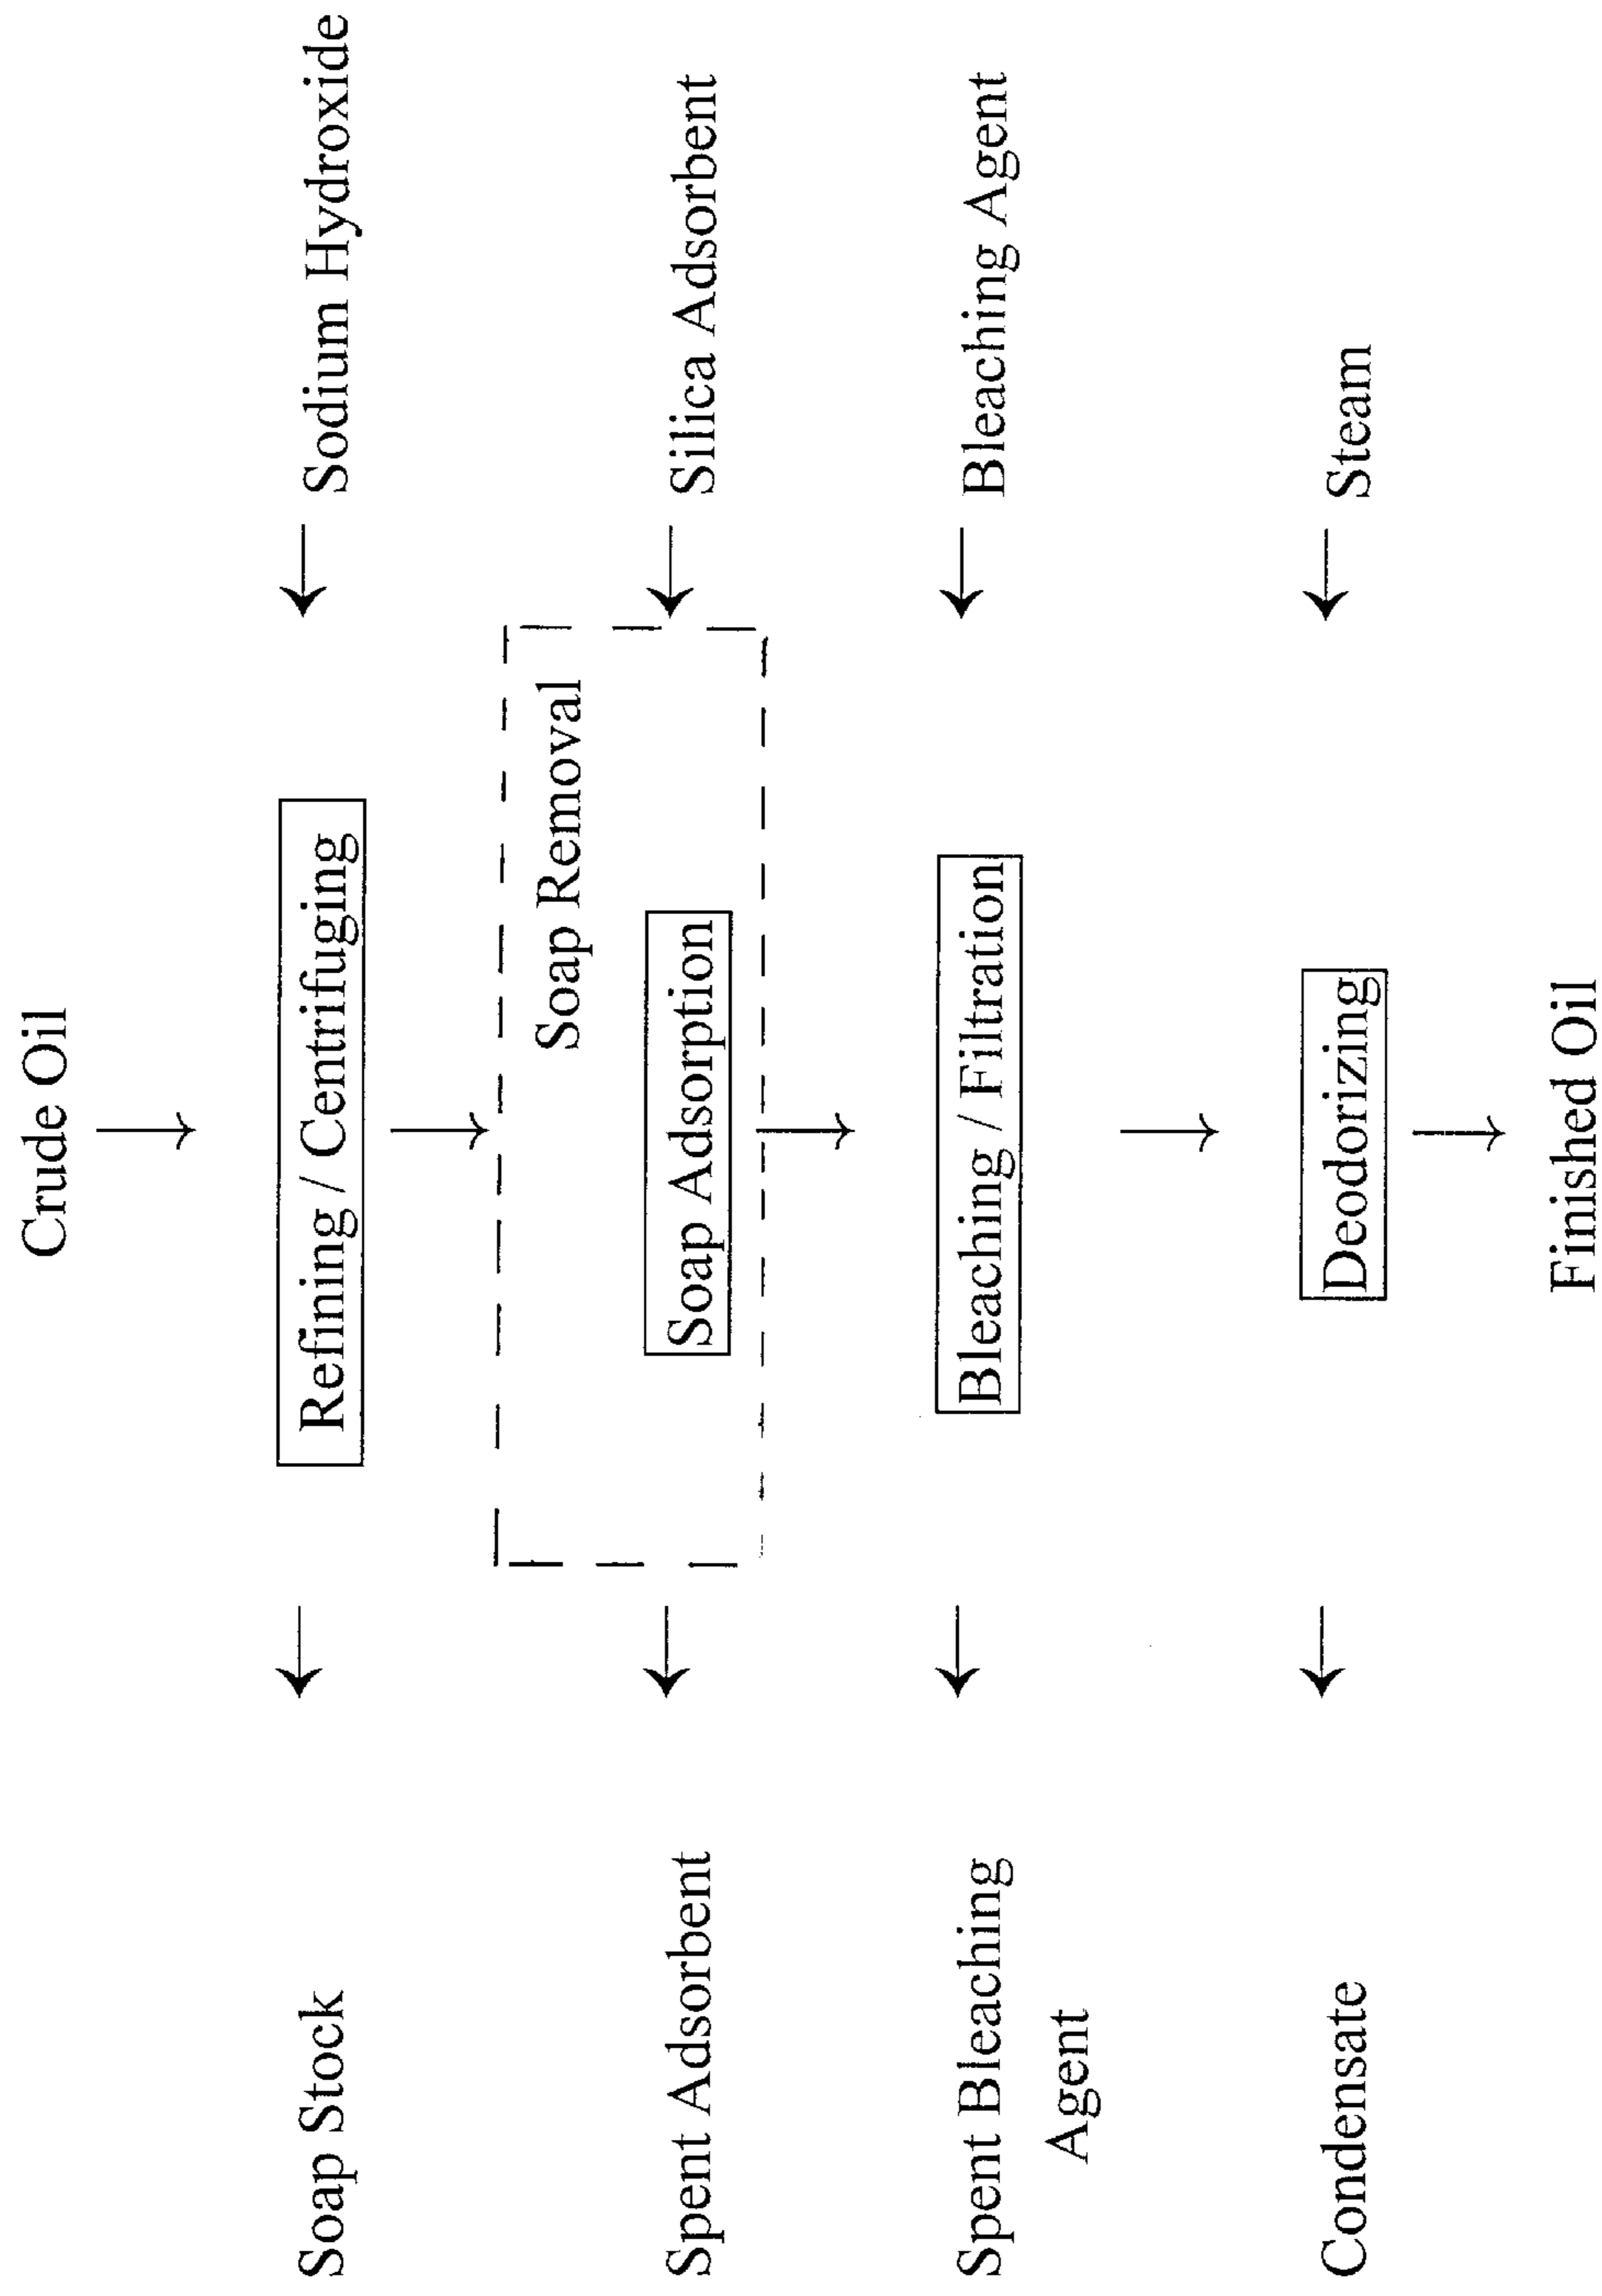 Crude Oil
Soap Stock
Refining / Centrifuging
Sodium Hydroxide
Soap Removal
Spent Adsorbent
Soap Adsorption
Silica Adsorbent
Spent Bleaching
Agent
Bleaching / Filtration
Bleaching Agent
Condensate
Deodorizing
Steam
Finished Oil